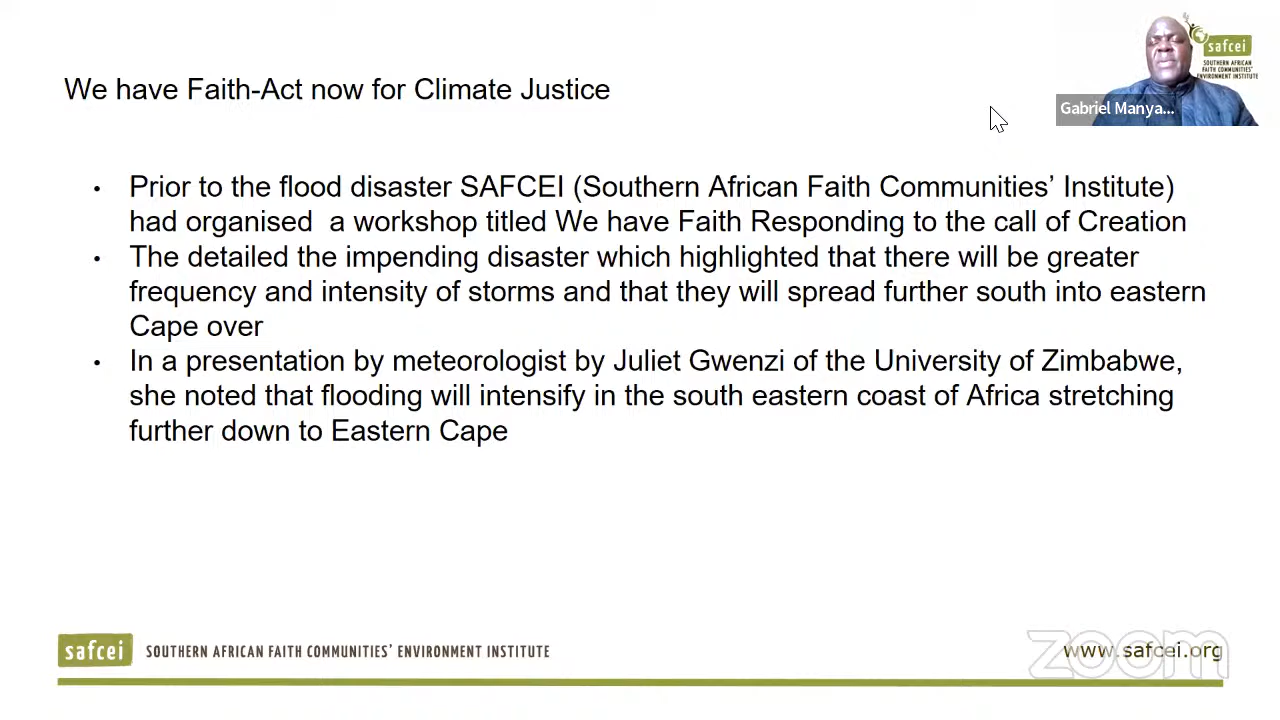 We have Faith-Act now for Climate Justice
safcei
SOUTHERN AFRICAN
FAITH COMMUNITIES'
ENVIRONMENT INSTITUTE
Gabriel Manya...
• Prior to the flood disaster SAFCEI (Southern African Faith Communities’ Institute)
had organised  a workshop titled We have Faith Responding to the call of Creation
• The detailed the impending disaster which highlighted that there will be greater
frequency and intensity of storms and that they will spread further south into eastern
Cape over
• In a presentation by meteorologist by Juliet Gwenzi of the University of Zimbabwe,
she noted that flooding will intensify in the south eastern coast of Africa stretching
further down to Eastern Cape
safcei SOUTHERN AFRICAN FAITH COMMUNITIES' ENVIRONMENT INSTITUTE
www.safcei.org
zoom